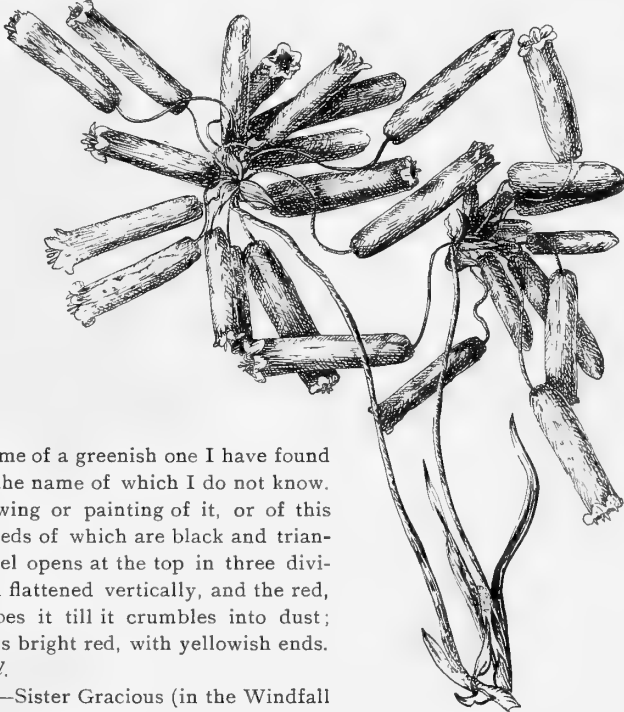 me of a greenish one I have found
he name of which I do not know.
wing or painting of it, or of this
eeds of which are black and trian-
el opens at the top in three divi-
flattened vertically, and the red,
oes it till it crumbles into dust;
s bright red, with yellowish ends.
—Sister Gracious (in the Windfall